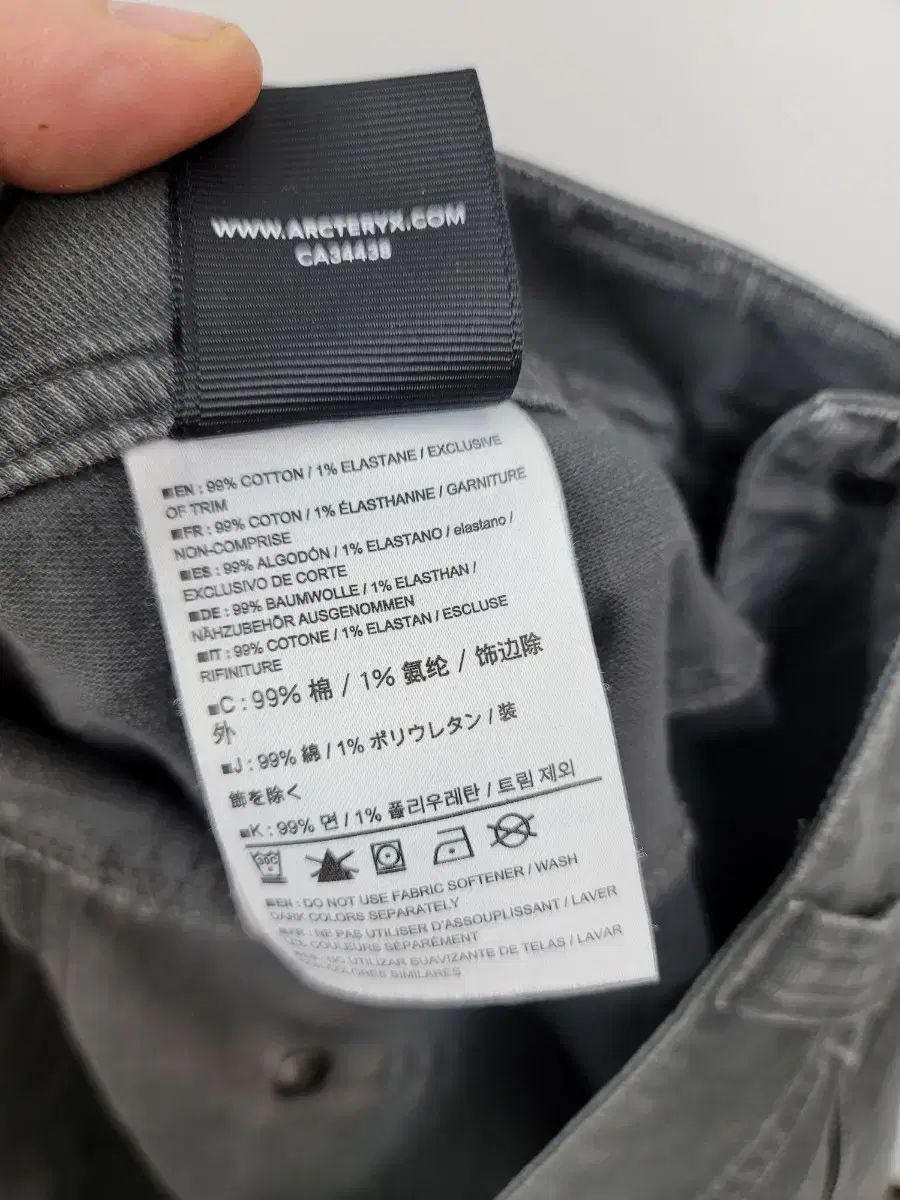 WWW.ARCTERYX.COM
CA34438
■EN : 99% COTTON / 1% ELASTANE / EXCLUSIVE
OF TRIM
■FR : 99% COTON / 1% ÉLASTHANNE / GARNITURE
NON-COMPRISE
■ES : 99% ALGODÓN / 1% ELASTANO / elastano /
EXCLUSIVO DE CORTE
■DE : 99% BAUMWOLLE / 1% ELASTHAN /
NÄHZUBEHÖR AUSGENOMMEN
■IT : 99% COTONE / 1% ELASTAN / ESCLUSE
RIFINITURE
■C : 99% 棉 / 1% 氨纶 / 饰边除
外
■J : 99% 綿 / 1% ポリウレタン / 装
飾を除く
■K : 99% 면 / 1% 폴리우레탄 / 트림 제외
■EN : DO NOT USE FABRIC SOFTENER / WASH
DARK COLORS SEPARATELY
■FR : NE PAS UTILISER D'ASSOUPLISSANT / LAVER
COULEURS SÉPARÉMENT
NO UTILIZAR SUAVIZANTE DE TELAS / LAVAR
COLORES SIMILARES